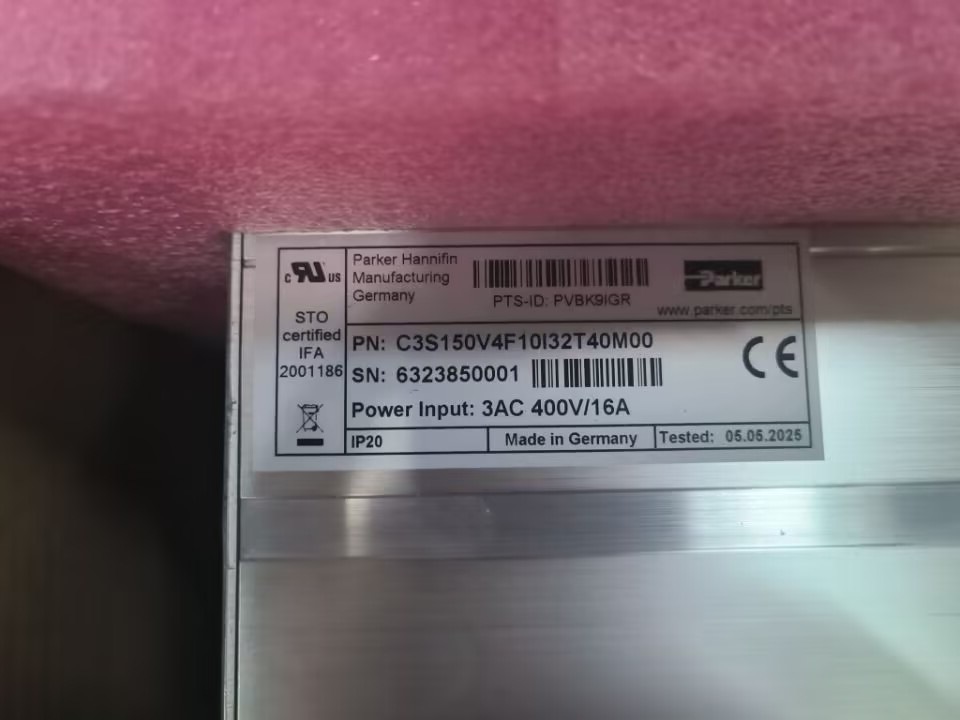 c RU US
STO
certified
IFA
2001186
Parker Hannifin
Manufacturing
Germany
PTS-ID: PVBK9IGR
Parker
www.parker.com/pts
PN: C3S150V4F10I32T40M00
SN: 6323850001
Power Input: 3AC 400V/16A
CE
IP20
Made in Germany
Tested: 05.05.2025